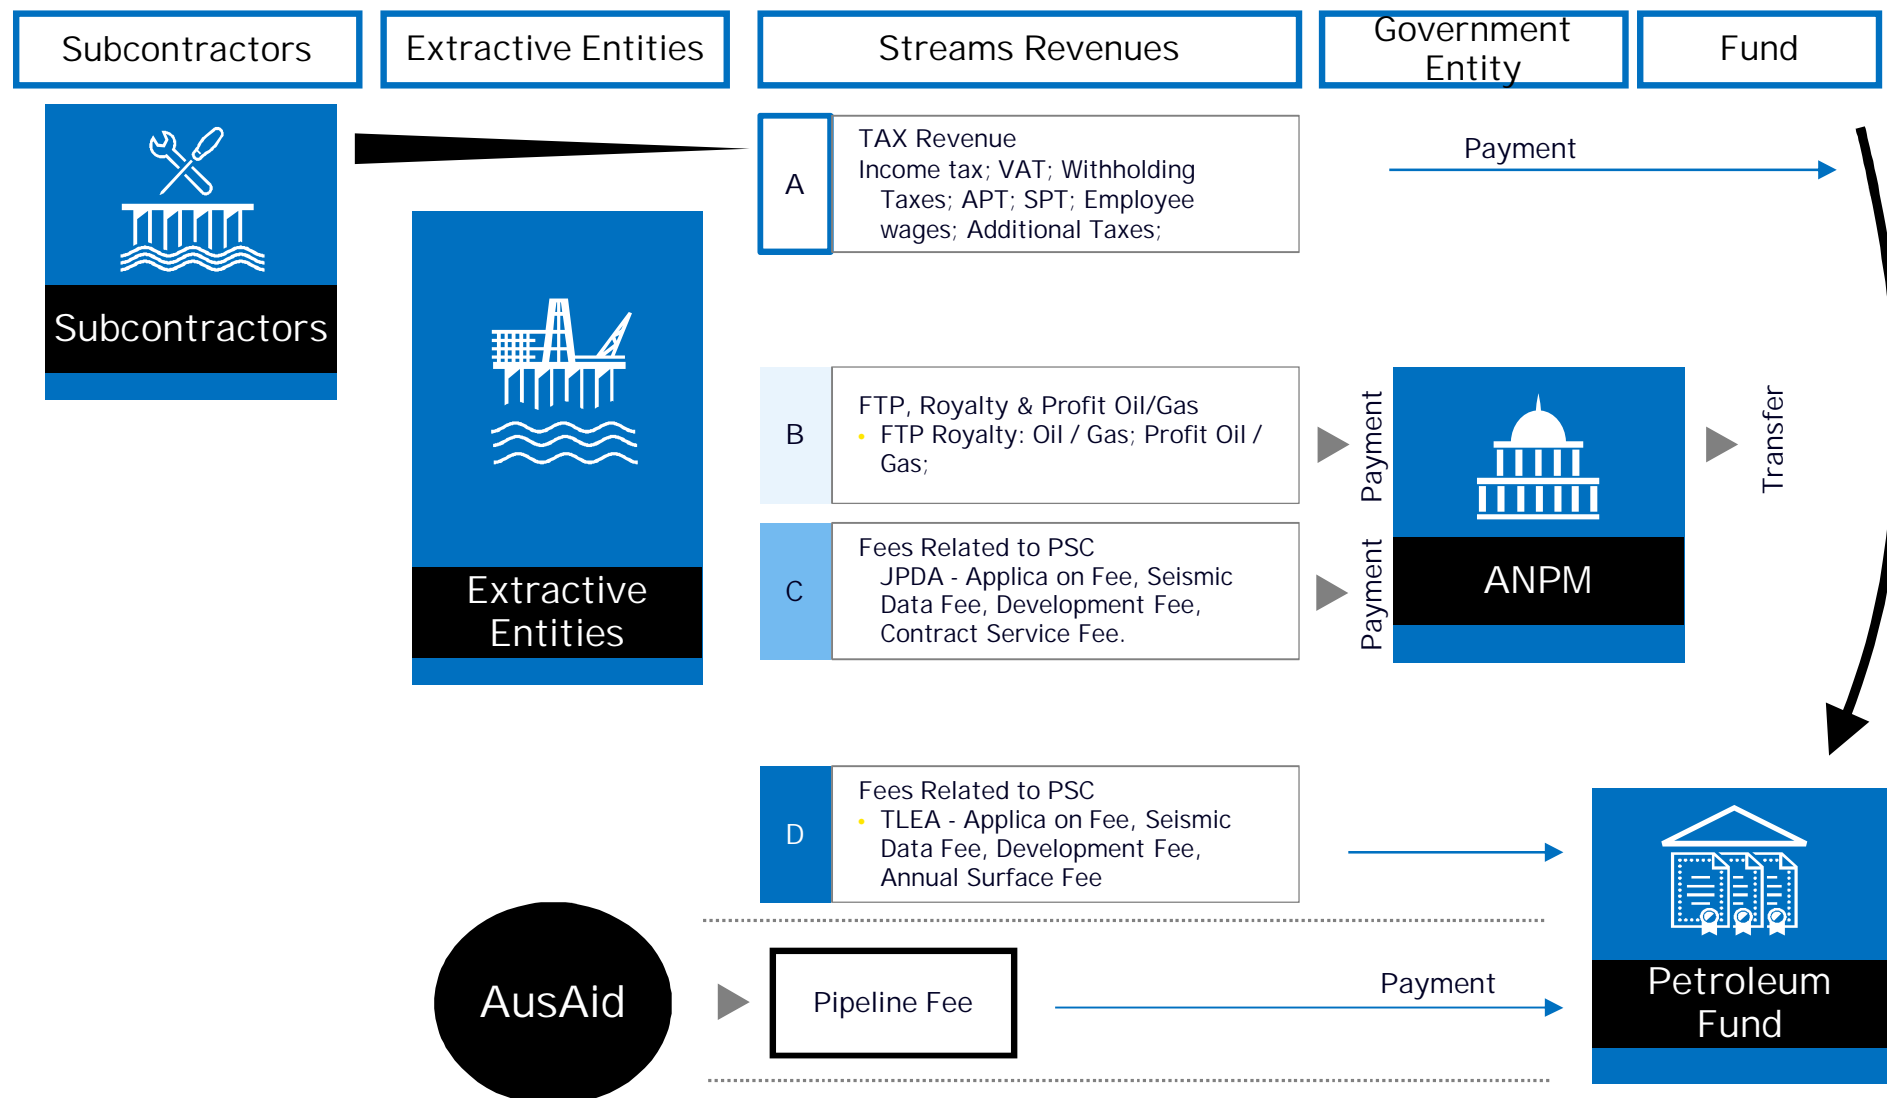 Subcontractors
Extractive Entities
Streams Revenues
Government
Entity
Fund
Subcontractors
Extractive
Entities
A
TAX Revenue
Income tax; VAT; Withholding
Taxes; APT; SPT; Employee
wages; Additional Taxes;
Payment
B
FTP, Royalty & Profit Oil/Gas
• FTP Royalty: Oil / Gas; Profit Oil /
Gas;
Payment
C
Fees Related to PSC
JPDA - Applica on Fee, Seismic
Data Fee, Development Fee,
Contract Service Fee.
Payment
ANPM
Transfer
D
Fees Related to PSC
• TLEA - Applica on Fee, Seismic
Data Fee, Development Fee,
Annual Surface Fee
AusAid
Pipeline Fee
Payment
Petroleum
Fund